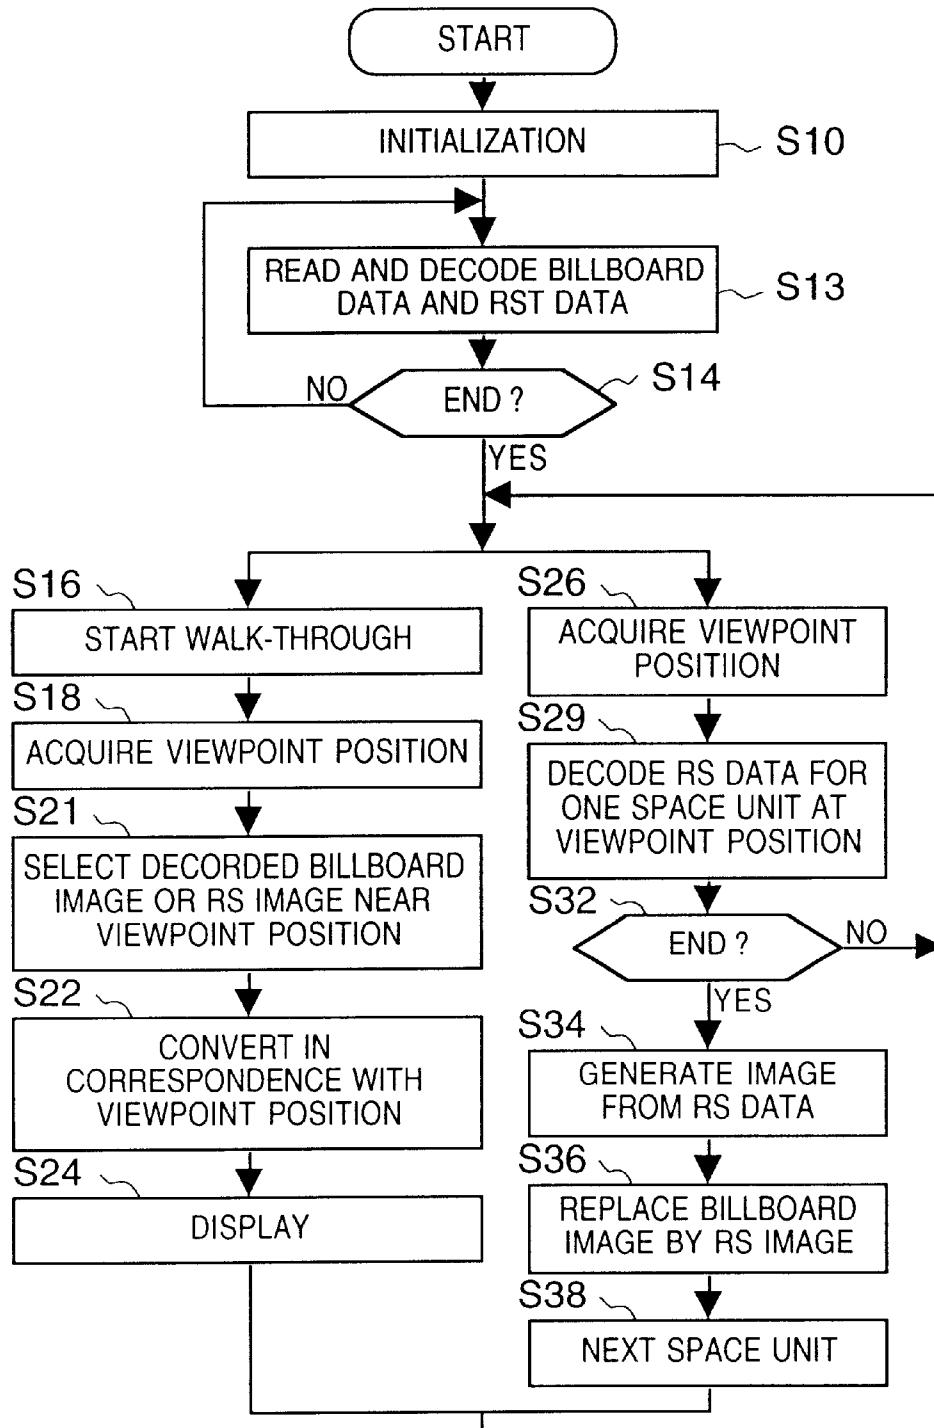 START
INITIALIZATION
S10
READ AND DECODE BILLBOARD
DATA AND RST DATA
S13
END ?
S14
NO
YES
S16
START WALK-THROUGH
S18
ACQUIRE VIEWPOINT POSITION
S21
SELECT DECORDED BILLBOARD
IMAGE OR RS IMAGE NEAR
VIEWPOINT POSITION
S22
CONVERT IN
CORRESPONDENCE WITH
VIEWPOINT POSITION
S24
DISPLAY
S26
ACQUIRE VIEWPOINT
POSITIION
S29
DECODE RS DATA FOR
ONE SPACE UNIT AT
VIEWPOINT POSITION
S32
END ?
NO
YES
S34
GENERATE IMAGE
FROM RS DATA
S36
REPLACE BILLBOARD
IMAGE BY RS IMAGE
S38
NEXT SPACE UNIT